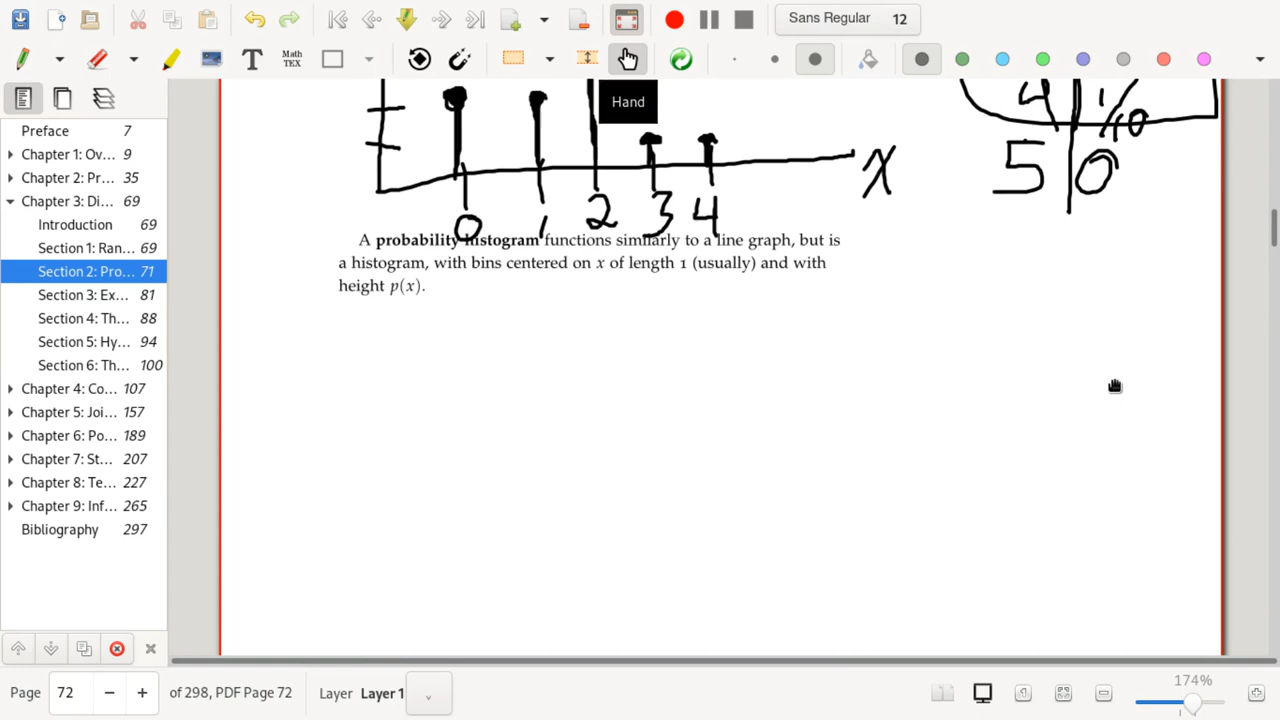 Sans Regular 12
Math
TEX
Hand
Preface 7
Chapter 1: Ov... 9
Chapter 2: Pr... 35
Chapter 3: Di... 69
Introduction 69
Section 1: Ran... 69
Section 2: Pro... 71
Section 3: Ex... 81
Section 4: Th... 88
Section 5: Hy... 94
Section 6: Th... 100
Chapter 4: Co... 107
Chapter 5: Joi... 157
Chapter 6: Po... 189
Chapter 7: St... 207
Chapter 8: Te... 227
Chapter 9: Inf... 265
Bibliography 297
4 1/10
5 0
x
0 1 2 3 4
A probability histogram functions similarly to a line graph, but is
a histogram, with bins centered on x of length 1 (usually) and with
height p(x).
Page 72 of 298, PDF Page 72 Layer Layer 1 174%